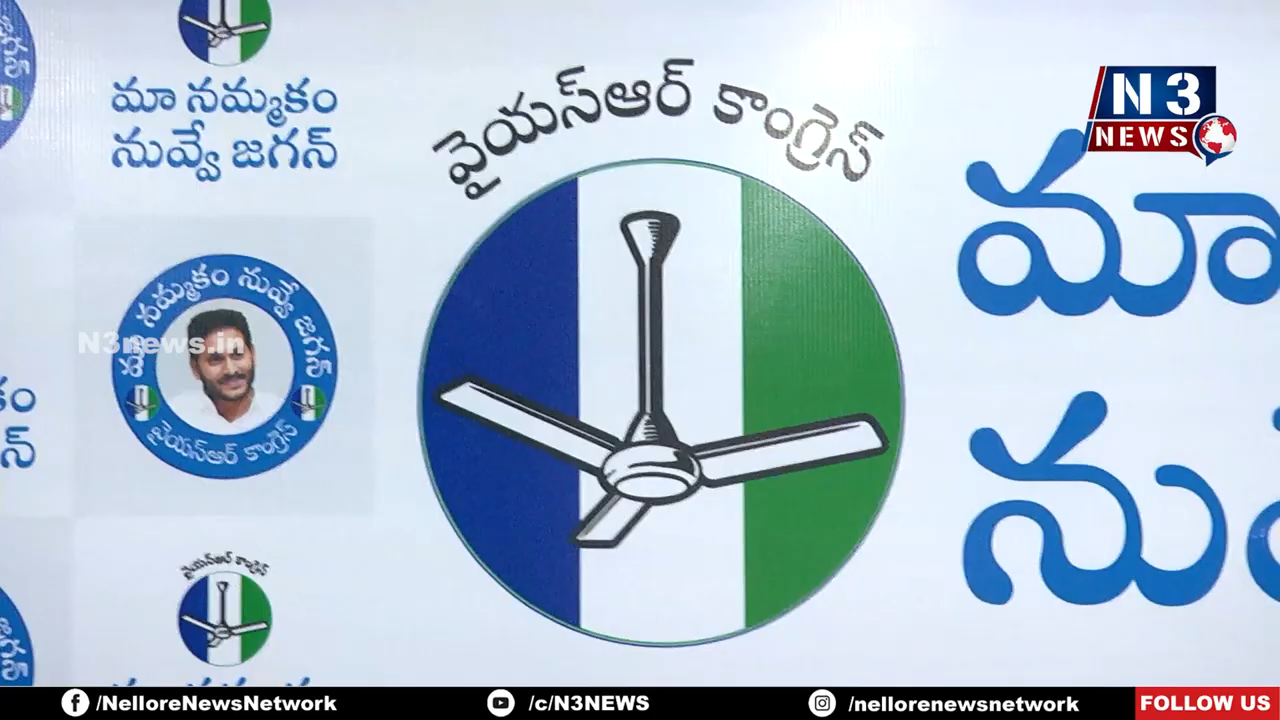 మా నమ్మకం
నువ్వే జగన్
వైయస్ఆర్ కాంగ్రెస్
N3
NEWS
మా
ను
మా నమ్మకం నువ్వే జగన్
వైయస్ఆర్ కాంగ్రెస్
N3news.in
కం
న్
వైయస్ఆర్ కాంగ్రెస్
/NelloreNewsNetwork
/c/N3NEWS
/nellorenewsnetwork
FOLLOW US